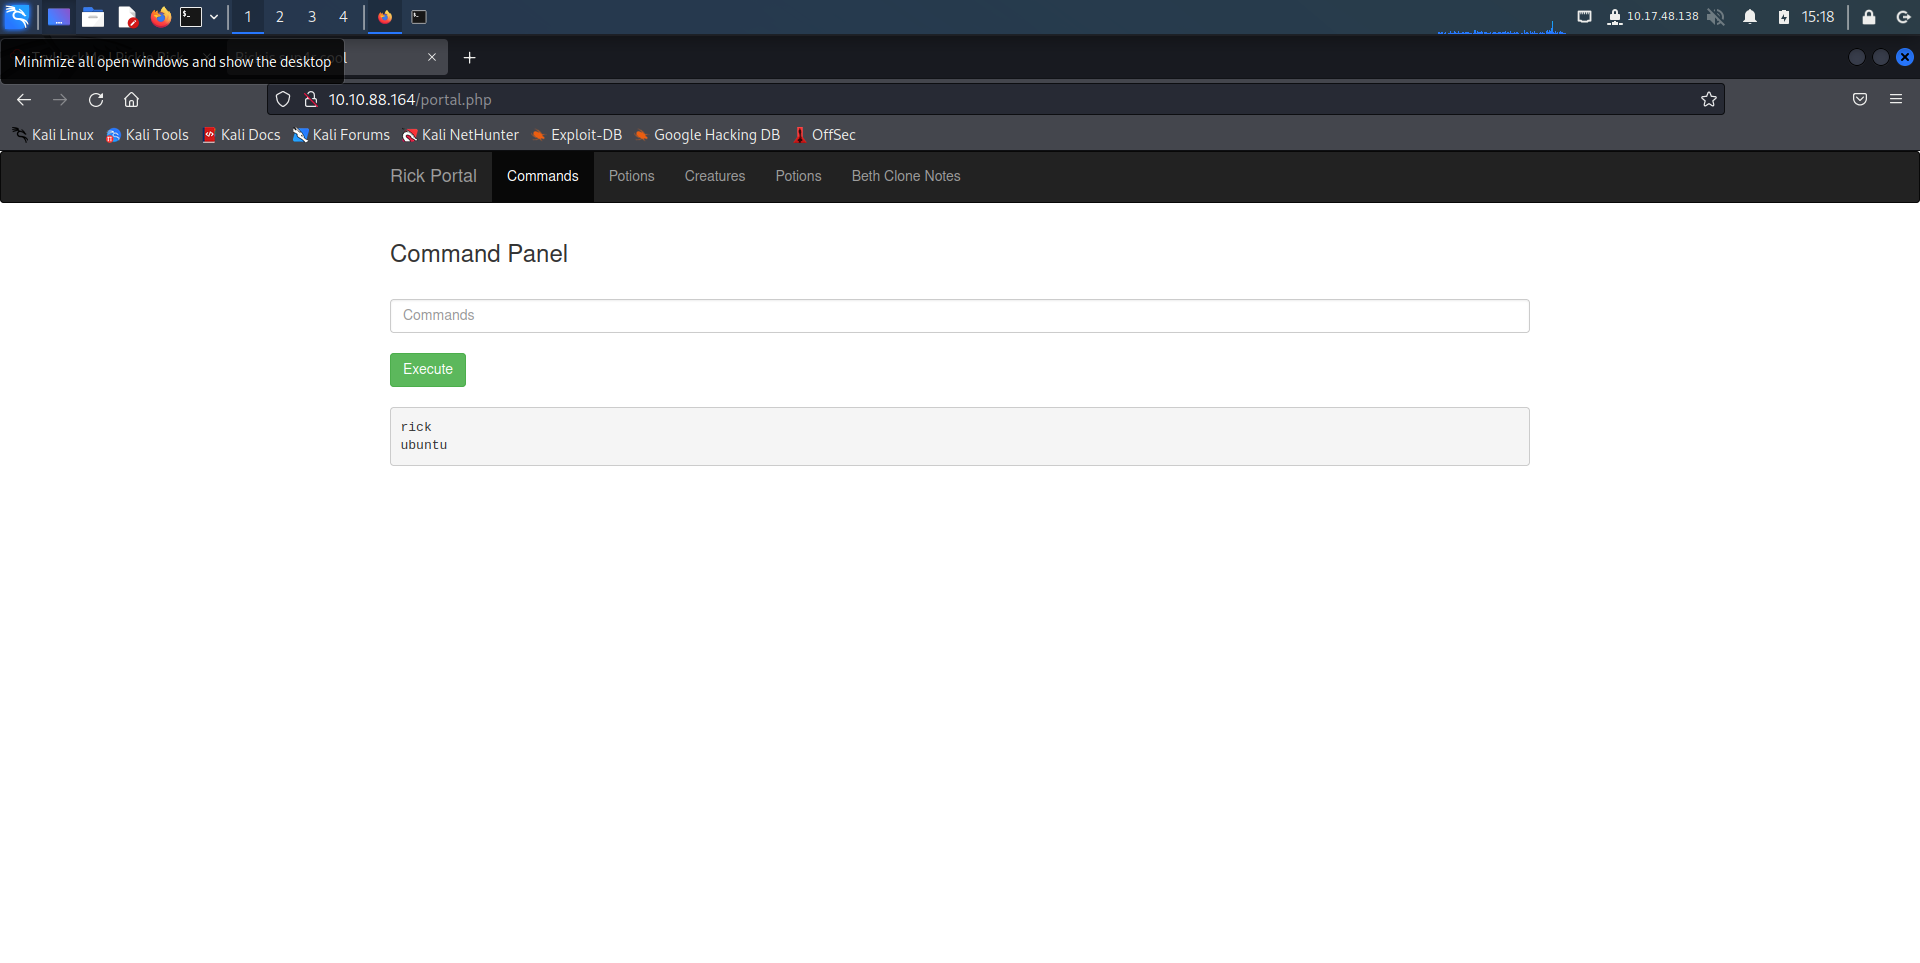 1 2 3 4 10.17.48.138 15:18
Minimize all open windows and show the desktop
10.10.88.164/portal.php
Kali Linux Kali Tools Kali Docs Kali Forums Kali NetHunter Exploit-DB Google Hacking DB OffSec
Rick Portal Commands Potions Creatures Potions Beth Clone Notes
Command Panel
Commands
Execute
rick
ubuntu